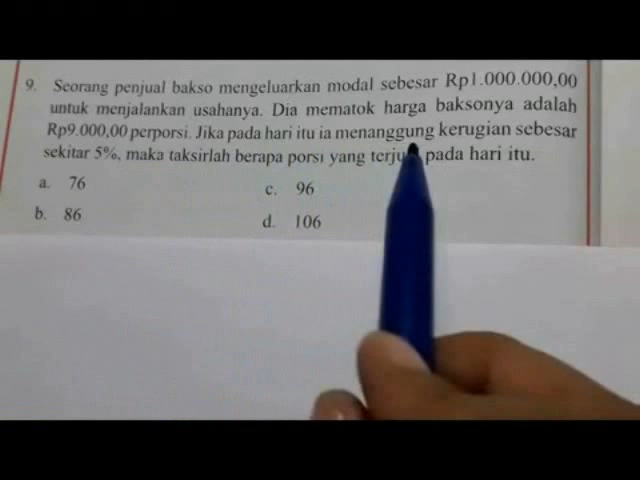 9. Seorang penjual bakso mengeluarkan modal sebesar Rp1.000.000,00
untuk menjalankan usahanya. Dia mematok harga baksonya adalah
Rp9.000,00 perporsi. Jika pada hari itu ia menanggung kerugian sebesar
sekitar 5%, maka taksirlah berapa porsi yang pada hari itu.
a. 76
c. 96
b. 86
d. 106